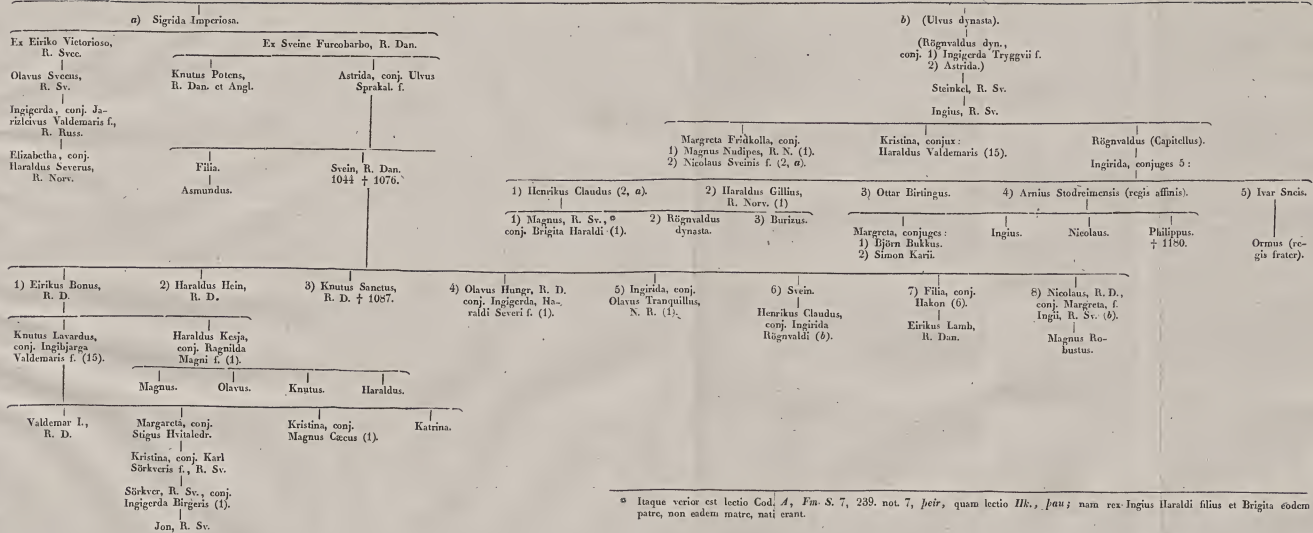 a) Sigrida Imperiosa.
b) (Ulvus dynasta).
Ex Eiriko Victorioso,
R. Svec.
Ex Sveine Furcobarbo, R. Dan.
(Rögnvaldus dyn.,
conj. 1) Ingigerda Tryggvii f.
2) Astrida.)
Olavus Svecus,
R. Sv.
Knutus Potens,
R. Dan. et Angl.
Astrida, conj. Ulvus
Sprakal. f.
Steinkel, R. Sv.
Ingius, R. Sv.
Ingigerda, conj. Ja-
rizleivus Valdemaris f.,
R. Russ.
Margreta Fridkolla, conj.
1) Magnus Nudipes, R. N. (1).
2) Nicolaus Sveinis f. (2, a).
Kristina, conjux:
Haraldus Valdemaris (15).
Rögnvaldus (Capitellus).
Ingirida, conjuges 5:
Elizabetha, conj.
Haraldus Severus,
R. Norv.
Filia.
Asmundus.
Svein, R. Dan.
1044 † 1076.
1) Henrikus Claudus (2, a).
2) Haraldus Gillius,
R. Norv. (1)
3) Ottar Birtingus.
4) Arnius Stodreimensis (regis affinis).
5) Ivar Sneis.
1) Magnus, R. Sv., *
conj. Brigita Haraldi (1).
2) Rögnvaldus
dynasta.
3) Burizus.
Margreta, conjuges:
1) Björn Bukkus.
2) Simon Karii.
Ingius.
Nicolaus.
Philippus.
† 1180.
Ormus (re-
gis frater).
1) Eirikus Bonus,
R. D.
2) Haraldus Hein,
R. D.
3) Knutus Sanctus,
R. D. † 1087.
4) Olavus Hungr, R. D.
conj. Ingigerda, Ha-
raldi Severi f. (1).
5) Ingirida, conj.
Olavus Tranquillus,
N. R. (1).
6) Svein.
Henrikus Claudus,
conj. Ingirida
Rögnvaldi (b).
7) Filia, conj.
Hakon (6).
Eirikus Lamb,
R. Dan.
8) Nicolaus, R. D.,
conj. Margreta, f.
Ingii, R. Sv. (b).
Magnus Ro-
bustus.
Knutus Lavardus,
conj. Ingibjarga
Valdemaris f. (15).
Haraldus Kesja,
conj. Ragnilda
Magni f. (1).
Magnus.
Olavus.
Knutus.
Haraldus.
Valdemar I.,
R. D.
Margareta, conj.
Stigus Hvitaledr.
Kristina, conj.
Magnus Cæcus (1).
Katrina.
Kristina, conj. Karl
Sörkveris f., R. Sv.
Sörkver, R. Sv., conj.
Ingigerda Birgeris (1).
Jon, R. Sv.
* Itaque verior est lectio Cod. A, Fm. S. 7, 239. not. 7, þeir, quam lectio Hk., þau; nam rex Ingius Haraldi filius et Brigita eodem
patre, non eadem matre, nati erant.